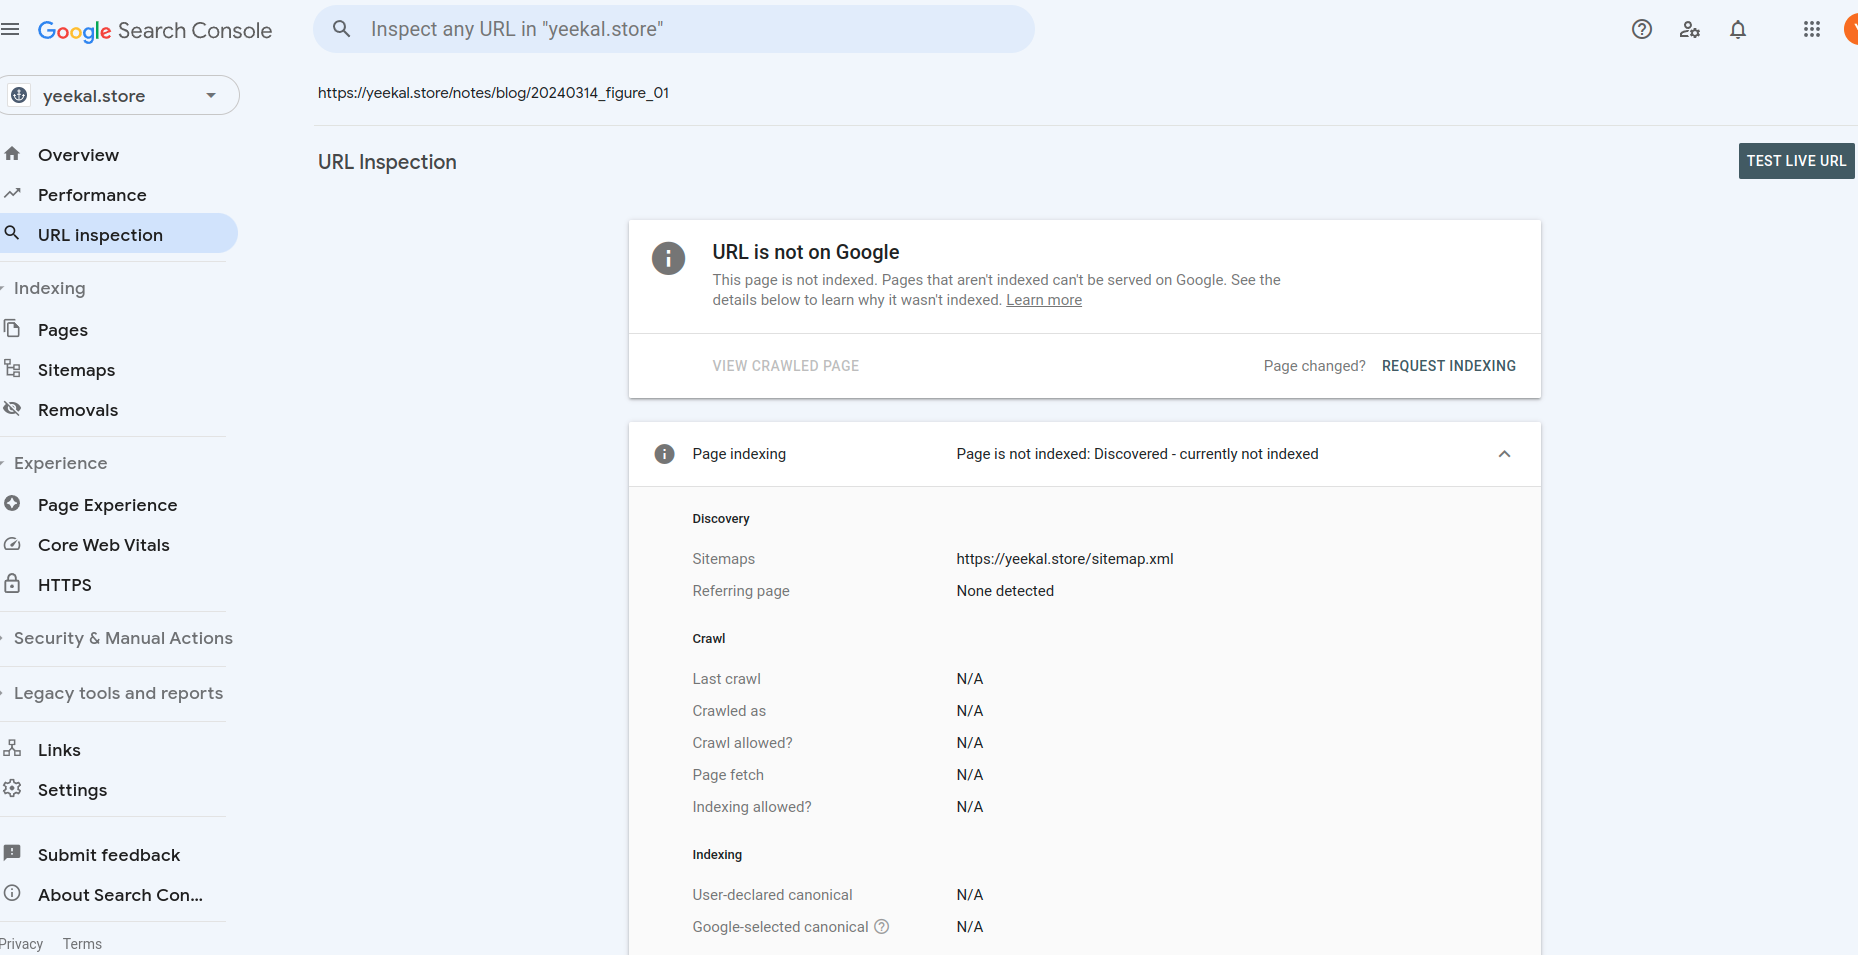 Google Search Console
Inspect any URL in "yeekal.store"
yeekal.store
https://yeekal.store/notes/blog/20240314_figure_01
Overview
Performance
URL inspection
Indexing
Pages
Sitemaps
Removals
Experience
Page Experience
Core Web Vitals
HTTPS
Security & Manual Actions
Legacy tools and reports
Links
Settings
Submit feedback
About Search Con...
Privacy Terms
URL Inspection
TEST LIVE URL
URL is not on Google
This page is not indexed. Pages that aren't indexed can't be served on Google. See the
details below to learn why it wasn't indexed. Learn more
VIEW CRAWLED PAGE
Page changed? REQUEST INDEXING
Page indexing Page is not indexed: Discovered - currently not indexed
Discovery
Sitemaps https://yeekal.store/sitemap.xml
Referring page None detected
Crawl
Last crawl N/A
Crawled as N/A
Crawl allowed? N/A
Page fetch N/A
Indexing allowed? N/A
Indexing
User-declared canonical N/A
Google-selected canonical N/A